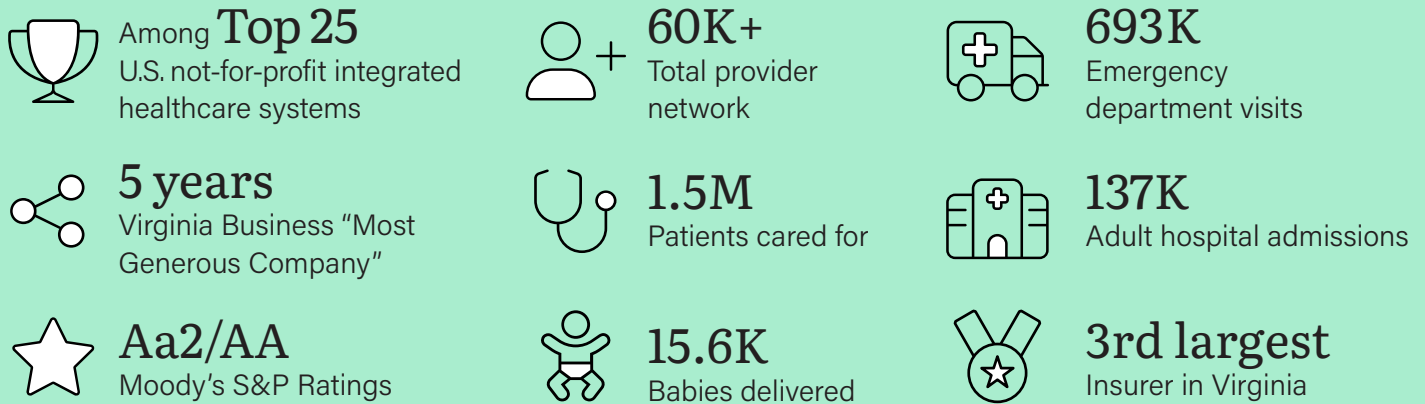 Among Top 25
U.S. not-for-profit integrated
healthcare systems
60K+
Total provider
network
693K
Emergency
department visits
5 years
Virginia Business “Most
Generous Company”
1.5M
Patients cared for
137K
Adult hospital admissions
Aa2/AA
Moody’s S&P Ratings
15.6K
Babies delivered
3rd largest
Insurer in Virginia